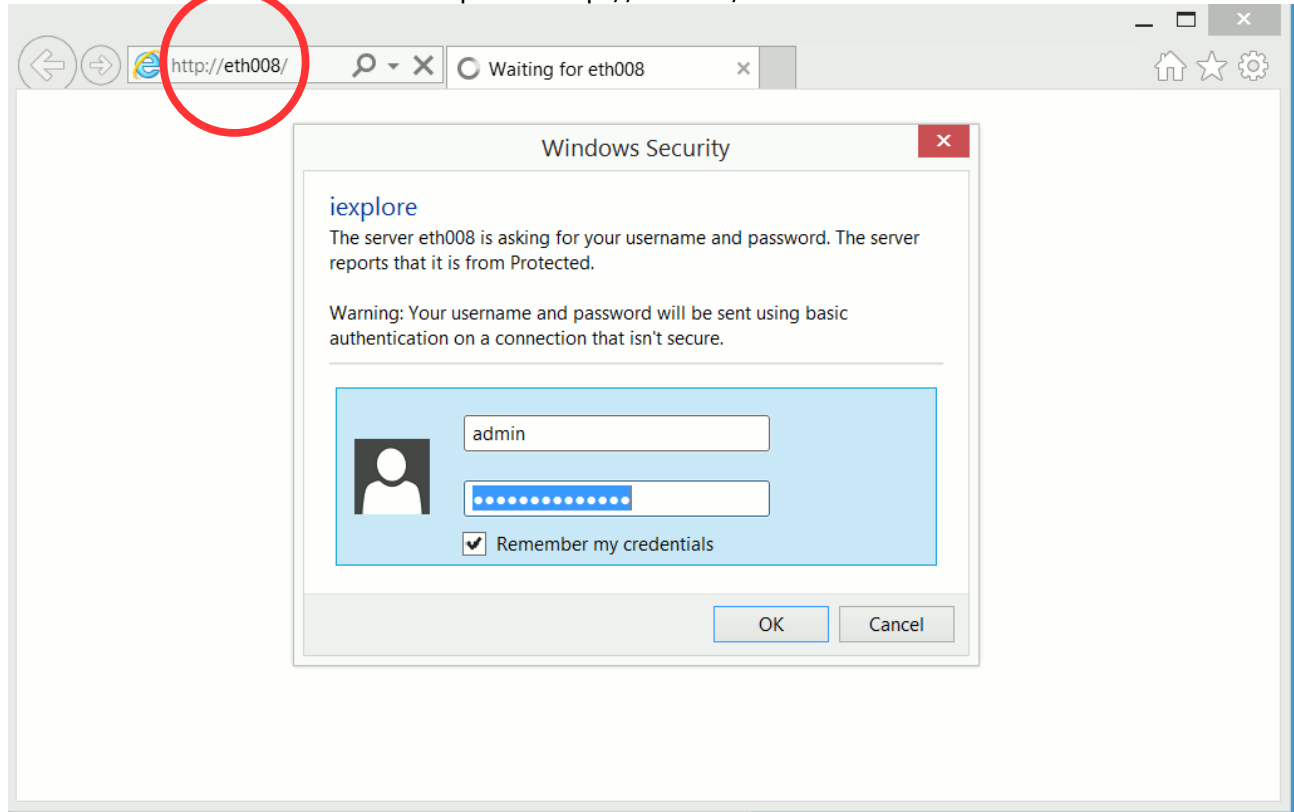 http://eth008/
Waiting for eth008
Windows Security
iexplore
The server eth008 is asking for your username and password. The server
reports that it is from Protected.
Warning: Your username and password will be sent using basic
authentication on a connection that isn't secure.
admin
Remember my credentials
OK
Cancel